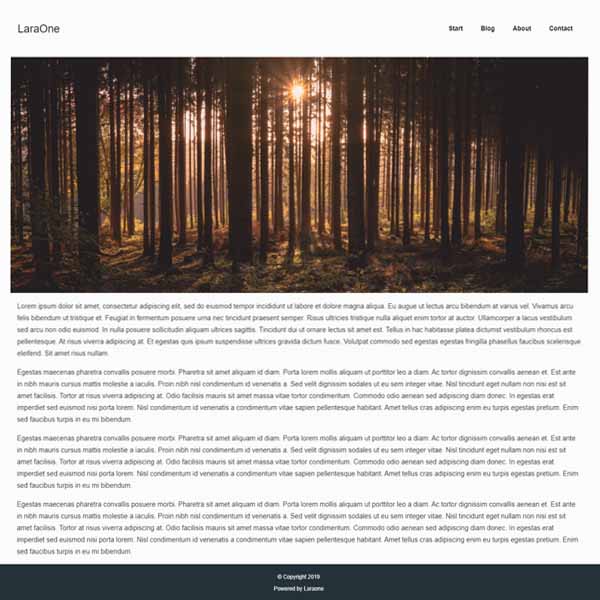 LaraOne
Start Blog About Contact
Lorem ipsum dolor sit amet, consectetur adipiscing elit, sed do eiusmod tempor incididunt ut labore et dolore magna aliqua. Eu augue ut lectus arcu bibendum at varius vel. Vivamus arcu
felis bibendum ut tristique et. Feugiat in fermentum posuere urna nec tincidunt praesent semper. Risus ultricies tristique nulla aliquet enim tortor at auctor. Ullamcorper a lacus vestibulum
sed arcu non odio euismod. In nulla posuere sollicitudin aliquam ultrices sagittis. Tincidunt dui ut ornare lectus sit amet est. Tellus in hac habitasse platea dictumst vestibulum rhoncus est
pellentesque. At risus viverra adipiscing at. Et egestas quis ipsum suspendisse ultrices gravida dictum fusce. Volutpat commodo sed egestas egestas fringilla phasellus faucibus scelerisque
eleifend. Sit amet risus nullam.
Egestas maecenas pharetra convallis posuere morbi. Pharetra sit amet aliquam id diam. Porta lorem mollis aliquam ut porttitor leo a diam. Ac tortor dignissim convallis aenean et. Est ante
in nibh mauris cursus mattis molestie a iaculis. Proin nibh nisl condimentum id venenatis a. Sed velit dignissim sodales ut eu sem integer vitae. Nisl tincidunt eget nullam non nisi est sit
amet facilisis. Tortor at risus viverra adipiscing at. Odio facilisis mauris sit amet massa vitae tortor condimentum. Commodo odio aenean sed adipiscing diam donec. In egestas erat
imperdiet sed euismod nisi porta lorem. Nisl condimentum id venenatis a condimentum vitae sapien pellentesque habitant. Amet tellus cras adipiscing enim eu turpis egestas pretium. Enim
sed faucibus turpis in eu mi bibendum.
Egestas maecenas pharetra convallis posuere morbi. Pharetra sit amet aliquam id diam. Porta lorem mollis aliquam ut porttitor leo a diam. Ac tortor dignissim convallis aenean et. Est ante
in nibh mauris cursus mattis molestie a iaculis. Proin nibh nisl condimentum id venenatis a. Sed velit dignissim sodales ut eu sem integer vitae. Nisl tincidunt eget nullam non nisi est sit
amet facilisis. Tortor at risus viverra adipiscing at. Odio facilisis mauris sit amet massa vitae tortor condimentum. Commodo odio aenean sed adipiscing diam donec. In egestas erat
imperdiet sed euismod nisi porta lorem. Nisl condimentum id venenatis a condimentum vitae sapien pellentesque habitant. Amet tellus cras adipiscing enim eu turpis egestas pretium. Enim
sed faucibus turpis in eu mi bibendum.
Egestas maecenas pharetra convallis posuere morbi. Pharetra sit amet aliquam id diam. Porta lorem mollis aliquam ut porttitor leo a diam. Ac tortor dignissim convallis aenean et. Est ante
in nibh mauris cursus mattis molestie a iaculis. Proin nibh nisl condimentum id venenatis a. Sed velit dignissim sodales ut eu sem integer vitae. Nisl tincidunt eget nullam non nisi est sit
amet facilisis. Tortor at risus viverra adipiscing at. Odio facilisis mauris sit amet massa vitae tortor condimentum. Commodo odio aenean sed adipiscing diam donec. In egestas erat
imperdiet sed euismod nisi porta lorem. Nisl condimentum id venenatis a condimentum vitae sapien pellentesque habitant. Amet tellus cras adipiscing enim eu turpis egestas pretium. Enim
sed faucibus turpis in eu mi bibendum.
© Copyright 2019
Powered by Laraone